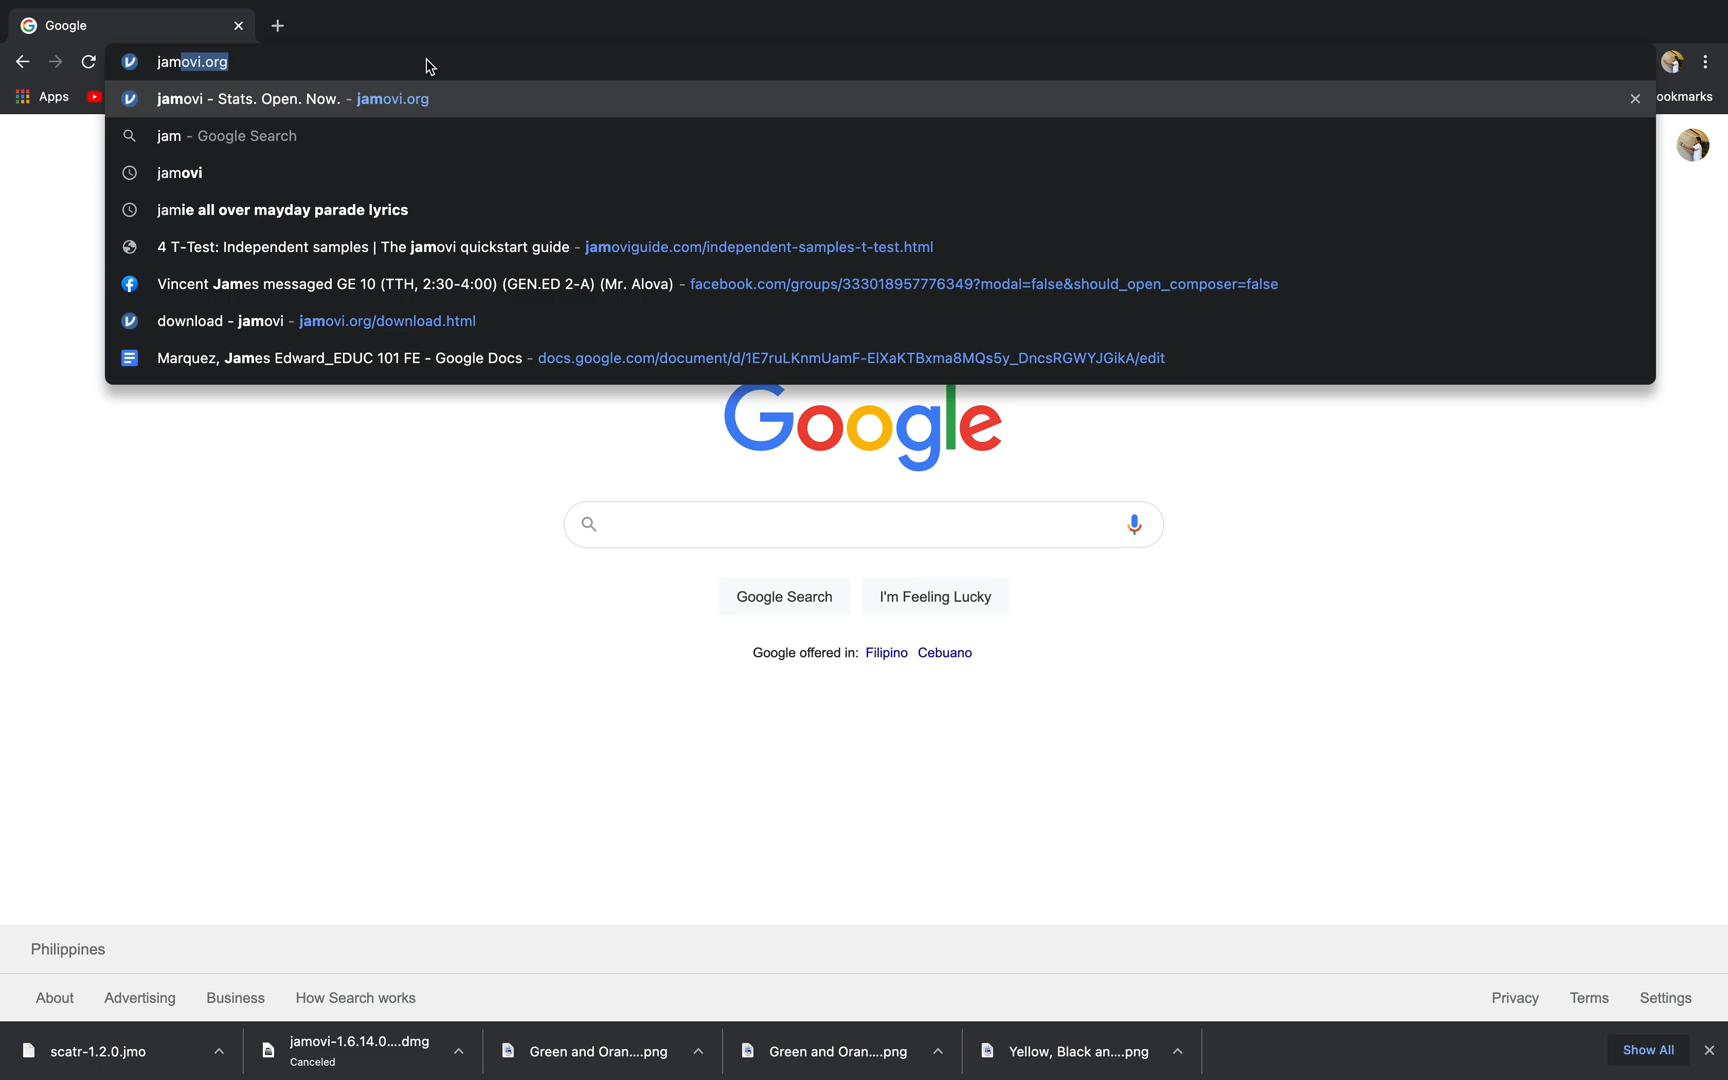 Google
jamovi.org
Apps
ookmarks
jamovi - Stats. Open. Now. - jamovi.org
jam - Google Search
jamovi
jamie all over mayday parade lyrics
4 T-Test: Independent samples | The jamovi quickstart guide - jamoviguide.com/independent-samples-t-test.html
Vincent James messaged GE 10 (TTH, 2:30-4:00) (GEN.ED 2-A) (Mr. Alova) - facebook.com/groups/333018957776349?modal=false&should_open_composer=false
download - jamovi - jamovi.org/download.html
Marquez, James Edward_EDUC 101 FE - Google Docs - docs.google.com/document/d/1E7ruLKnmUamF-ElXaKTBxma8MQs5y_DncsRGWYJGikA/edit
Google
Google Search I'm Feeling Lucky
Google offered in: Filipino Cebuano
Philippines
About Advertising Business How Search works Privacy Terms Settings
scatr-1.2.0.jmo
jamovi-1.6.14.0....dmg
Canceled
Green and Oran....png
Green and Oran....png
Yellow, Black an....png
Show All